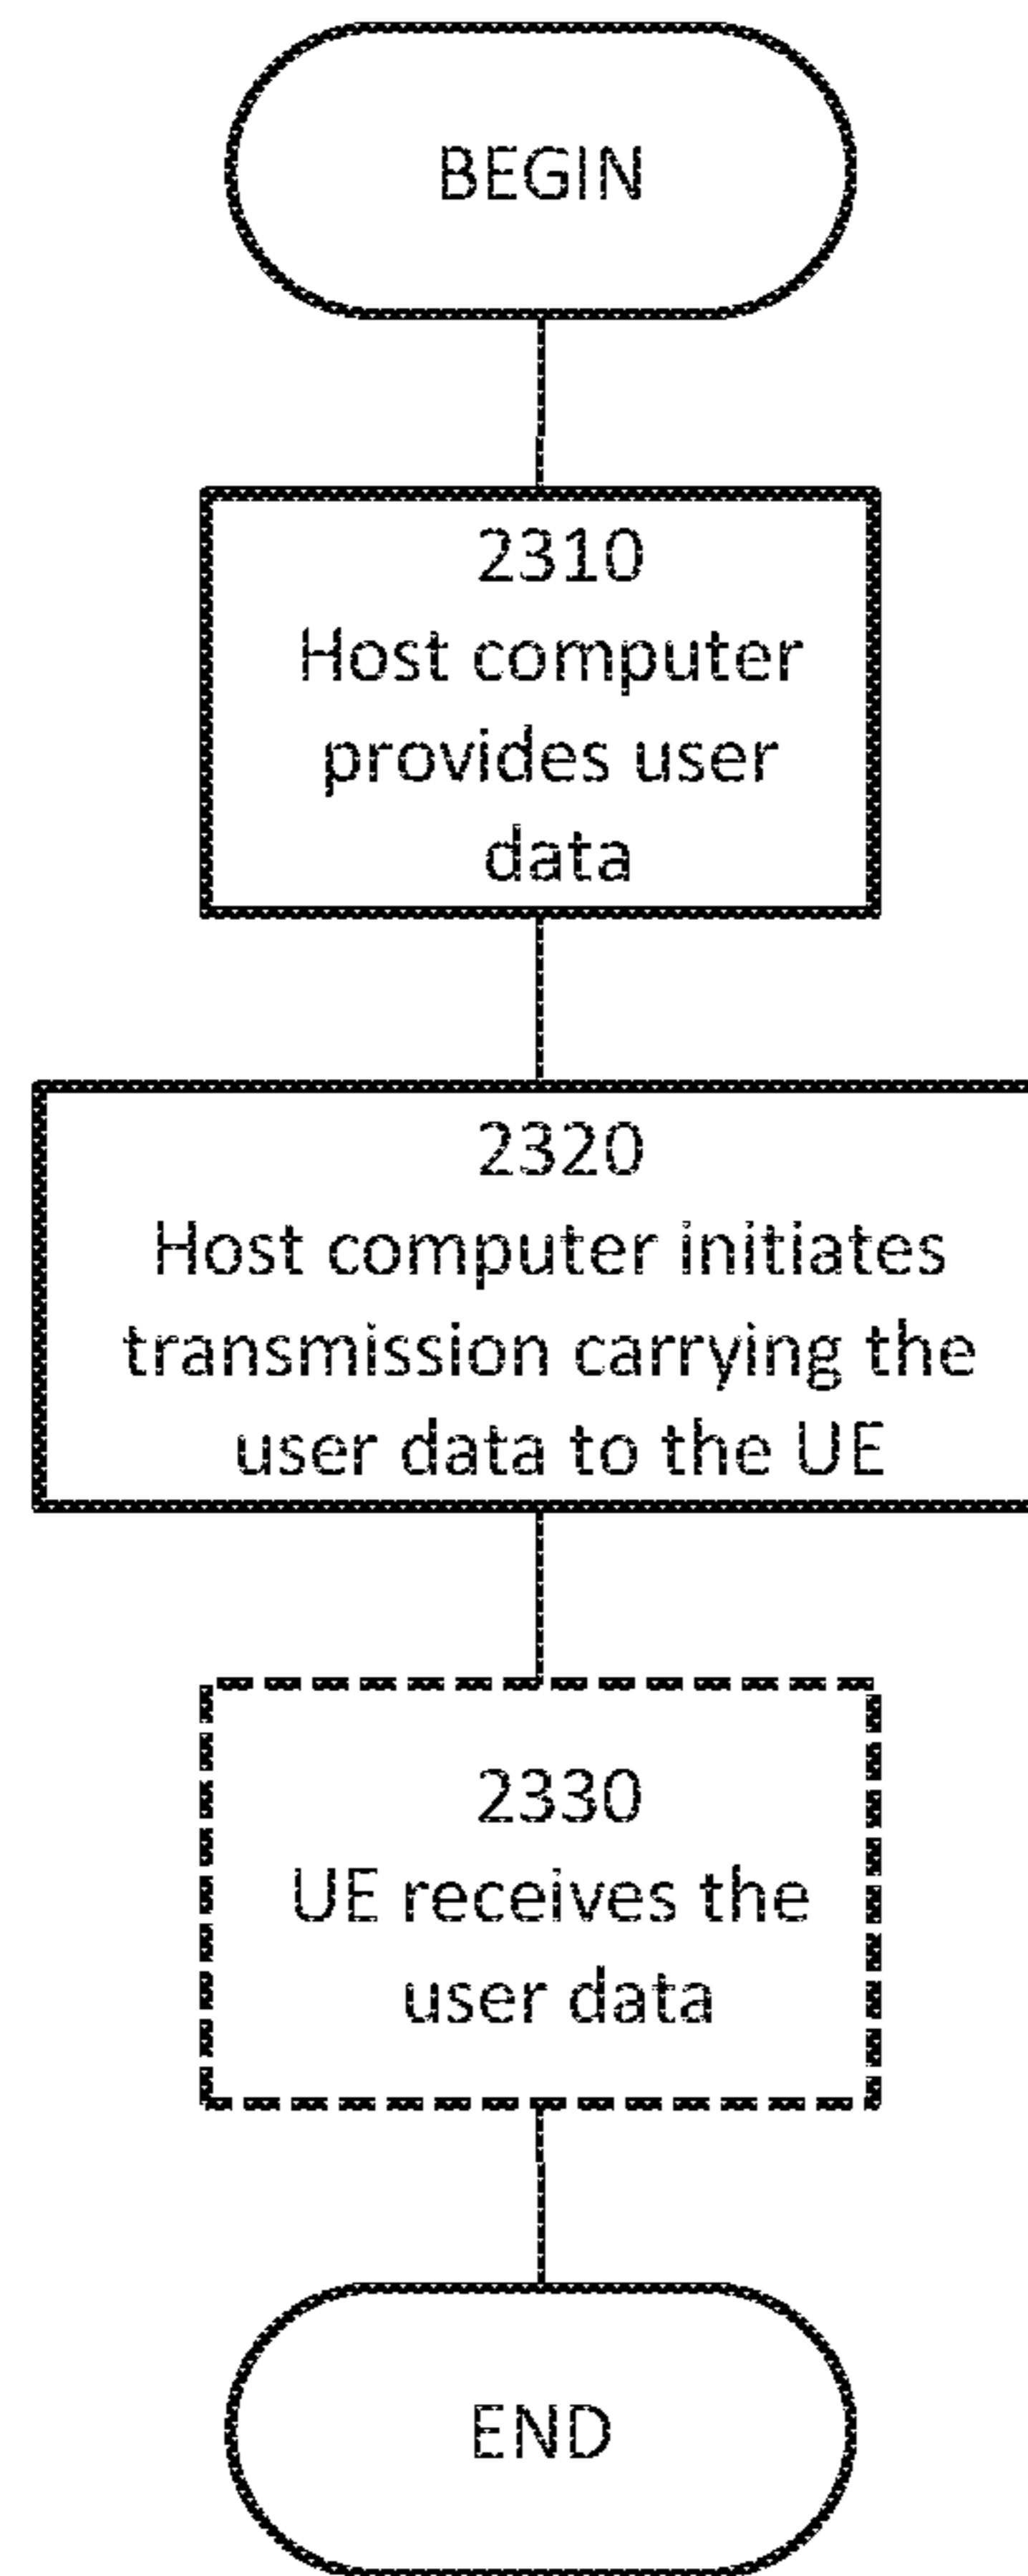 BEGIN
2310
Host computer
provides user
data
2320
Host computer initiates
transmission carrying the
user data to the UE
2330
UE receives the
user data
END